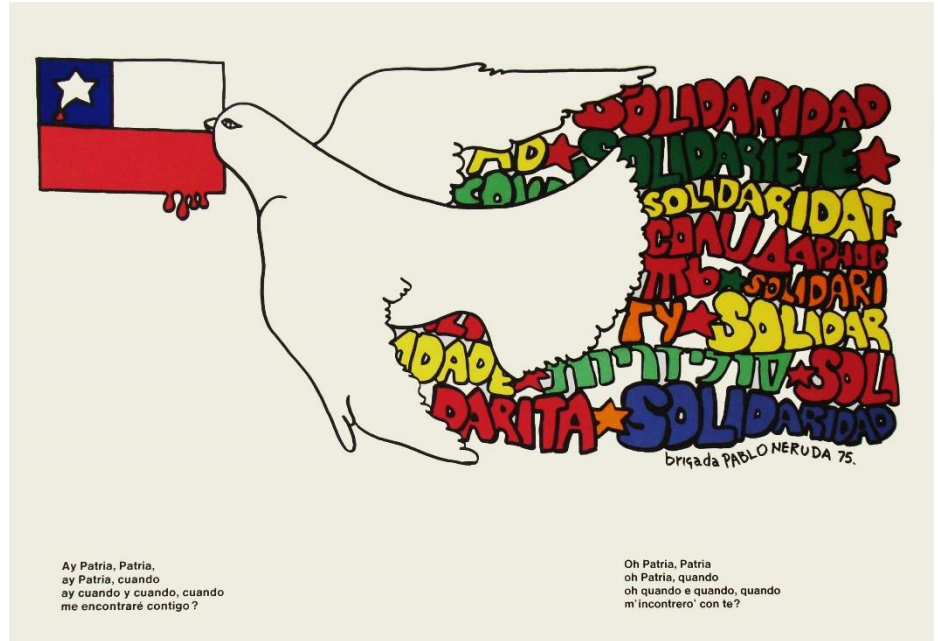 SOLIDARIDAD
SOLIDARIETE
SOLIDARIDAT
СОЛИДАРНОС
ТЬ SOLIDARI
TY SOLIDAR
DADE סולידריות SOLI
DARITA SOLIDARIDAD
brigada PABLO NERUDA 75.
Ay Patria, Patria,
ay Patria, cuando
ay cuando y cuando, cuando
me encontraré contigo?
Oh Patria, Patria
oh Patria, quando
oh quando e quando, quando
m'incontrero' con te?